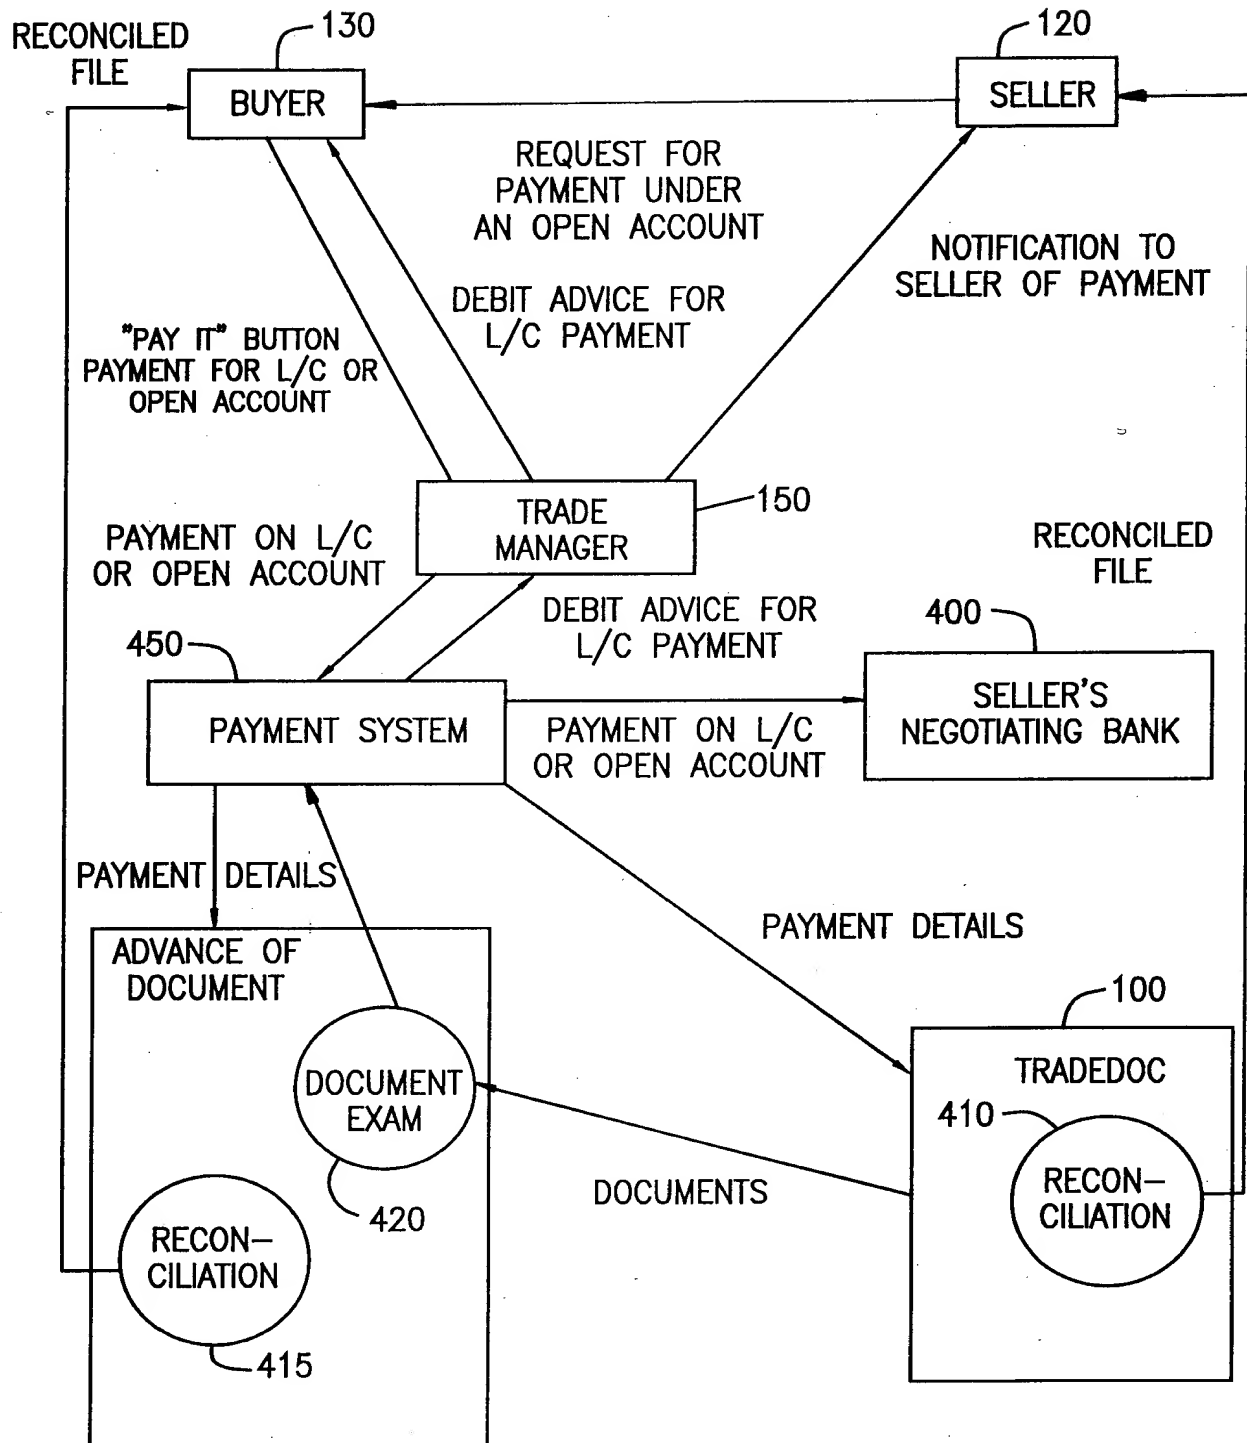 RECONCILED
FILE
130
BUYER
120
SELLER
REQUEST FOR
PAYMENT UNDER
AN OPEN ACCOUNT
NOTIFICATION TO
SELLER OF PAYMENT
DEBIT ADVICE FOR
L/C PAYMENT
"PAY IT" BUTTON
PAYMENT FOR L/C OR
OPEN ACCOUNT
TRADE
MANAGER
150
PAYMENT ON L/C
OR OPEN ACCOUNT
RECONCILED
FILE
DEBIT ADVICE FOR
L/C PAYMENT
400
450
PAYMENT SYSTEM
SELLER'S
NEGOTIATING BANK
PAYMENT ON L/C
OR OPEN ACCOUNT
PAYMENT DETAILS
PAYMENT DETAILS
ADVANCE OF
DOCUMENT
100
TRADEDOC
DOCUMENT
EXAM
410
RECON-
CILIATION
DOCUMENTS
420
RECON-
CILIATION
415